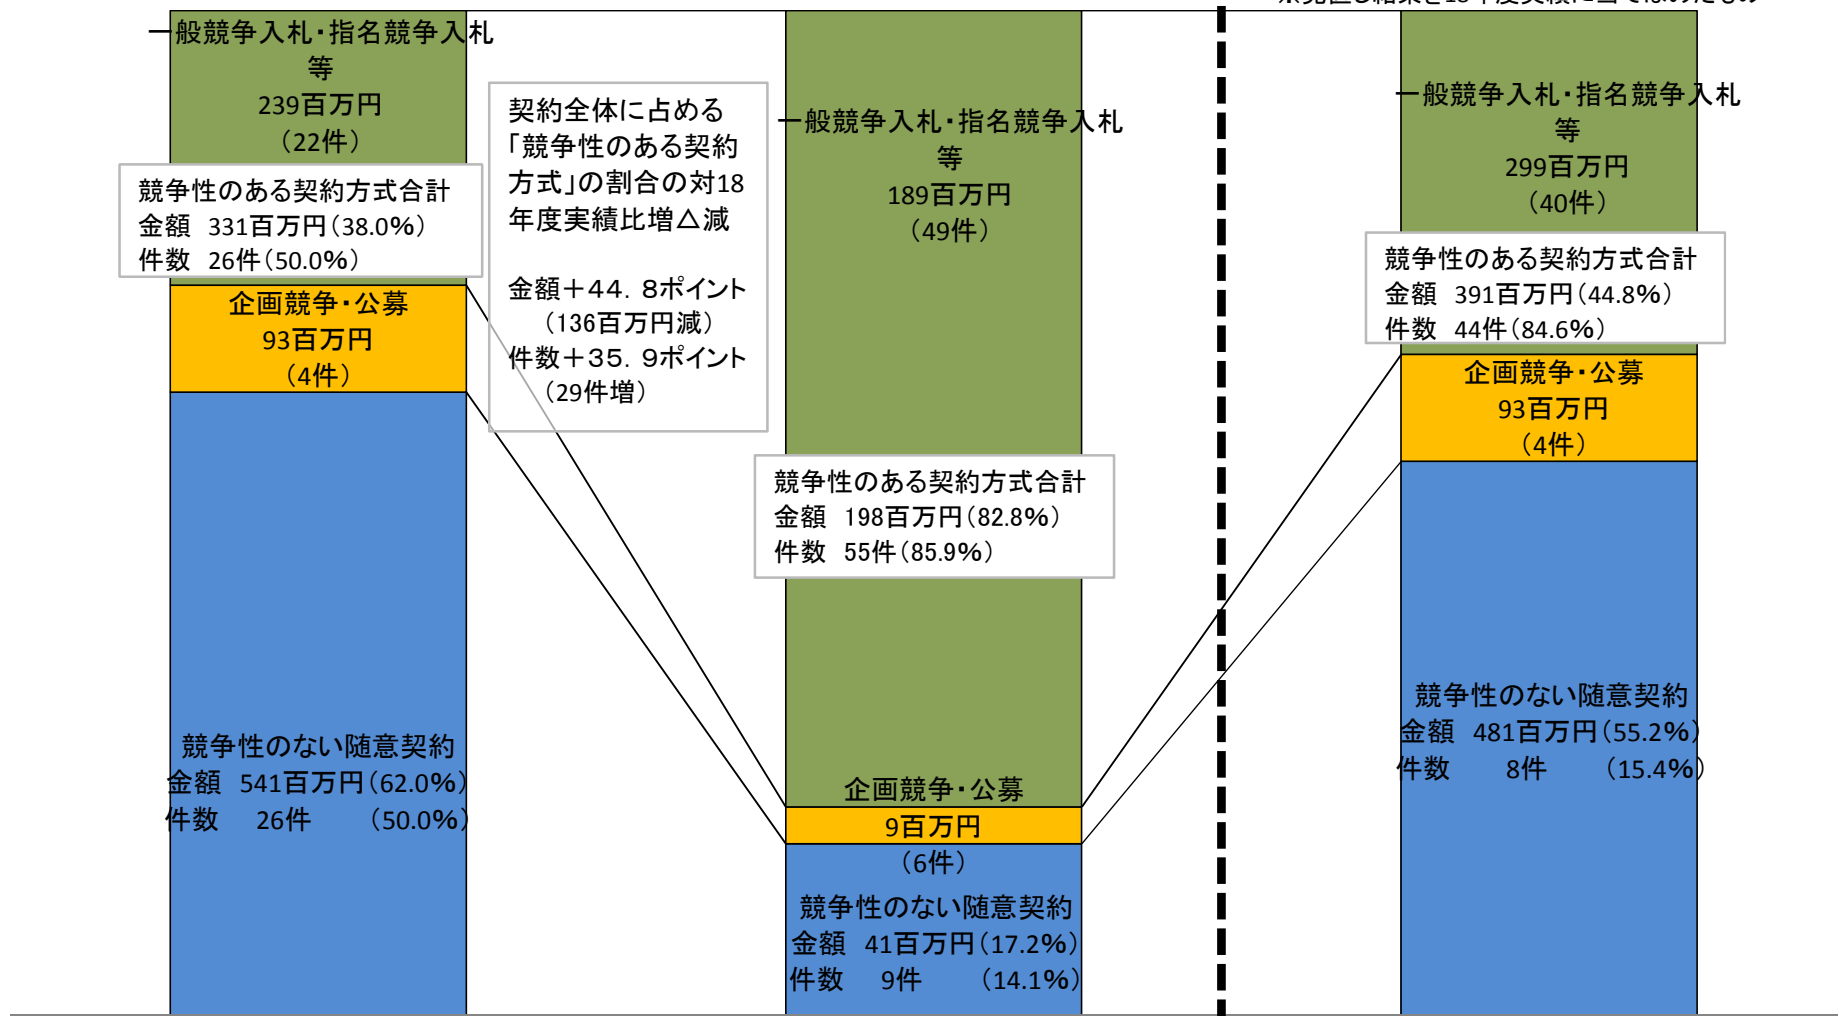 一般競争入札・指名競争入札
等
239百万円
（22件）
競争性のある契約方式合計
金額　331百万円（38.0%）
件数　26件（50.0%）
企画競争・公募
93百万円
（4件）
競争性のない随意契約
金額　541百万円（62.0%）
件数　26件　（50.0%）
契約全体に占める
「競争性のある契約
方式」の割合の対18
年度実績比増△減
金額＋44．8ポイント
（136百万円減）
件数＋35．9ポイント
（29件増）
一般競争入札・指名競争入札
等
189百万円
（49件）
競争性のある契約方式合計
金額　198百万円（82.8%）
件数　55件（85.9%）
企画競争・公募
9百万円
（6件）
競争性のない随意契約
金額　41百万円（17.2%）
件数　9件　（14.1%）
一般競争入札・指名競争入札
等
299百万円
（40件）
競争性のある契約方式合計
金額　391百万円（44.8%）
件数　44件（84.6%）
企画競争・公募
93百万円
（4件）
競争性のない随意契約
金額　481百万円（55.2%）
件数　8件　（15.4%）